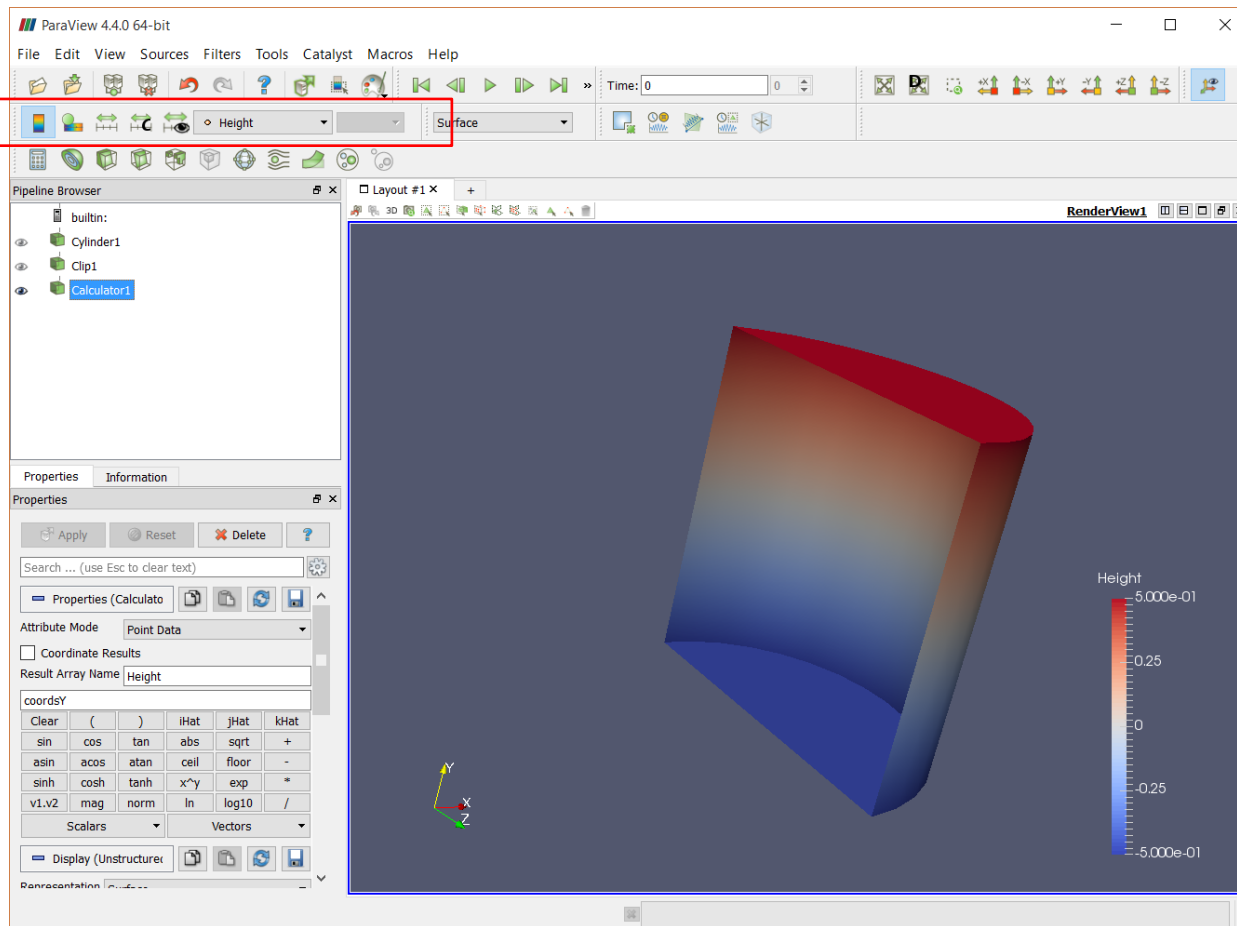 ParaView 4.4.0 64-bit
File Edit View Sources Filters Tools Catalyst Macros Help
» Time: 0 0
Height Surface
Pipeline Browser
Layout #1 +
builtin:
3D
RenderView1
Cylinder1
Clip1
Calculator1
Properties Information
Properties
Apply Reset Delete ?
Search ... (use Esc to clear text)
Properties (Calculato
Attribute Mode Point Data
Coordinate Results
Result Array Name Height
coordsY
Clear ( ) iHat jHat kHat
sin cos tan abs sqrt +
asin acos atan ceil floor -
sinh cosh tanh x^y exp *
v1.v2 mag norm ln log10 /
Scalars Vectors
Display (Unstructured
Representation Surface
Y
X
Z
Height
5.000e-01
0.25
0
-0.25
-5.000e-01